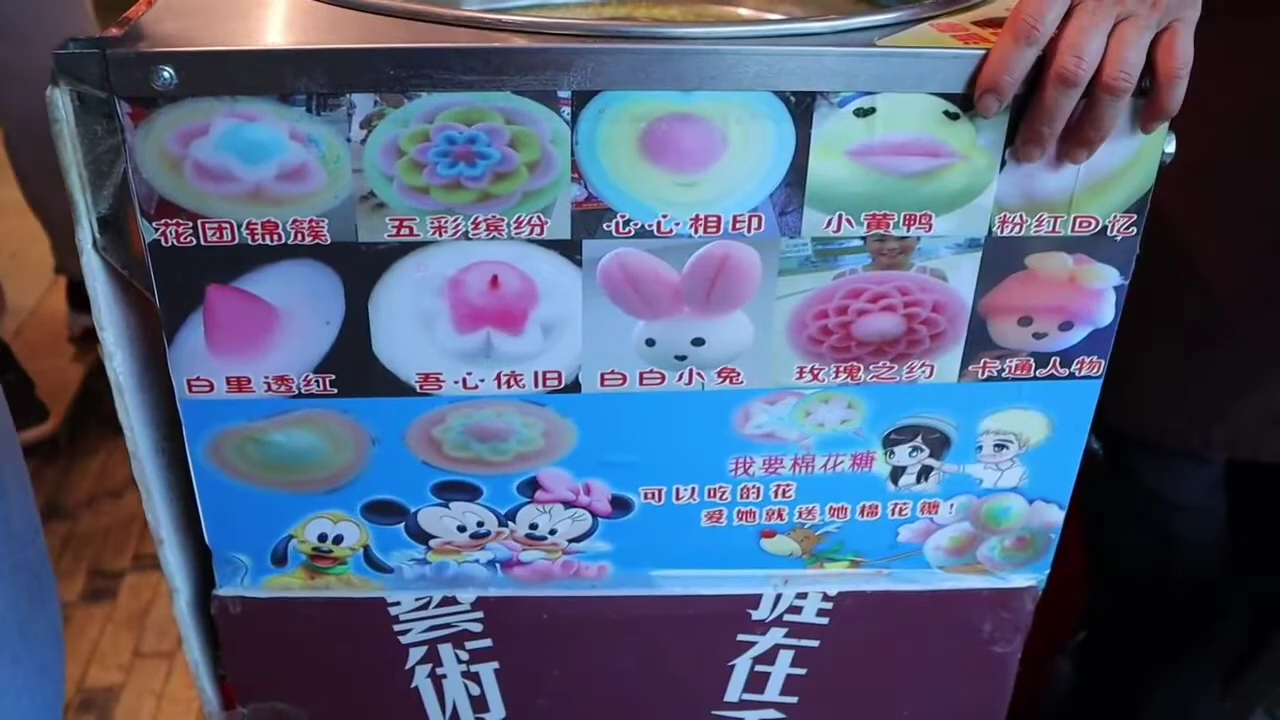 花团锦簇
五彩缤纷
心心相印
小黄鸭
粉红回忆
白里透红
吾心依旧
白白小兔
玫瑰之约
卡通人物
我要棉花糖
可以吃的花
爱她就送她棉花糖！
藝術
在